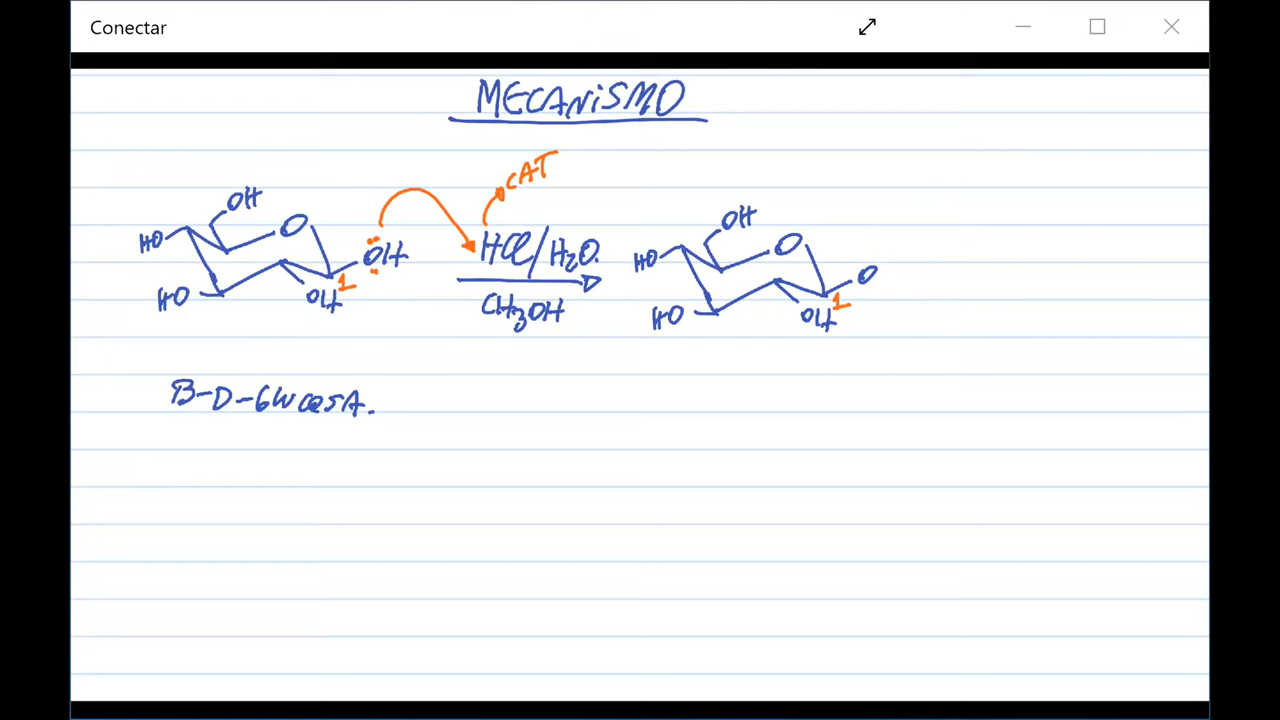 Conectar
MECANiSMO
CAT
OH
O
HO
OH
HCl/H₂O.
CH₃OH
HO
OH
1
OH
O
HO
O
HO
OH
1
B-D-GlucosA.